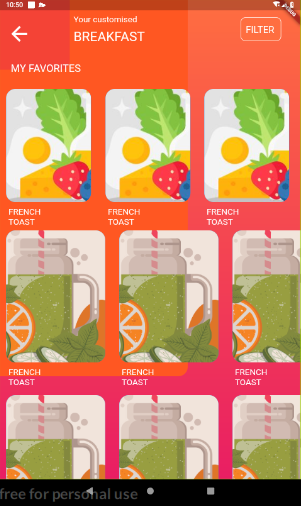 10:50
Your customised
BREAKFAST
FILTER
MY FAVORITES
FRENCH
TOAST
FRENCH
TOAST
FRENCH
TOAST
FRENCH
TOAST
FRENCH
TOAST
FRENCH
TOAST
free for personal use